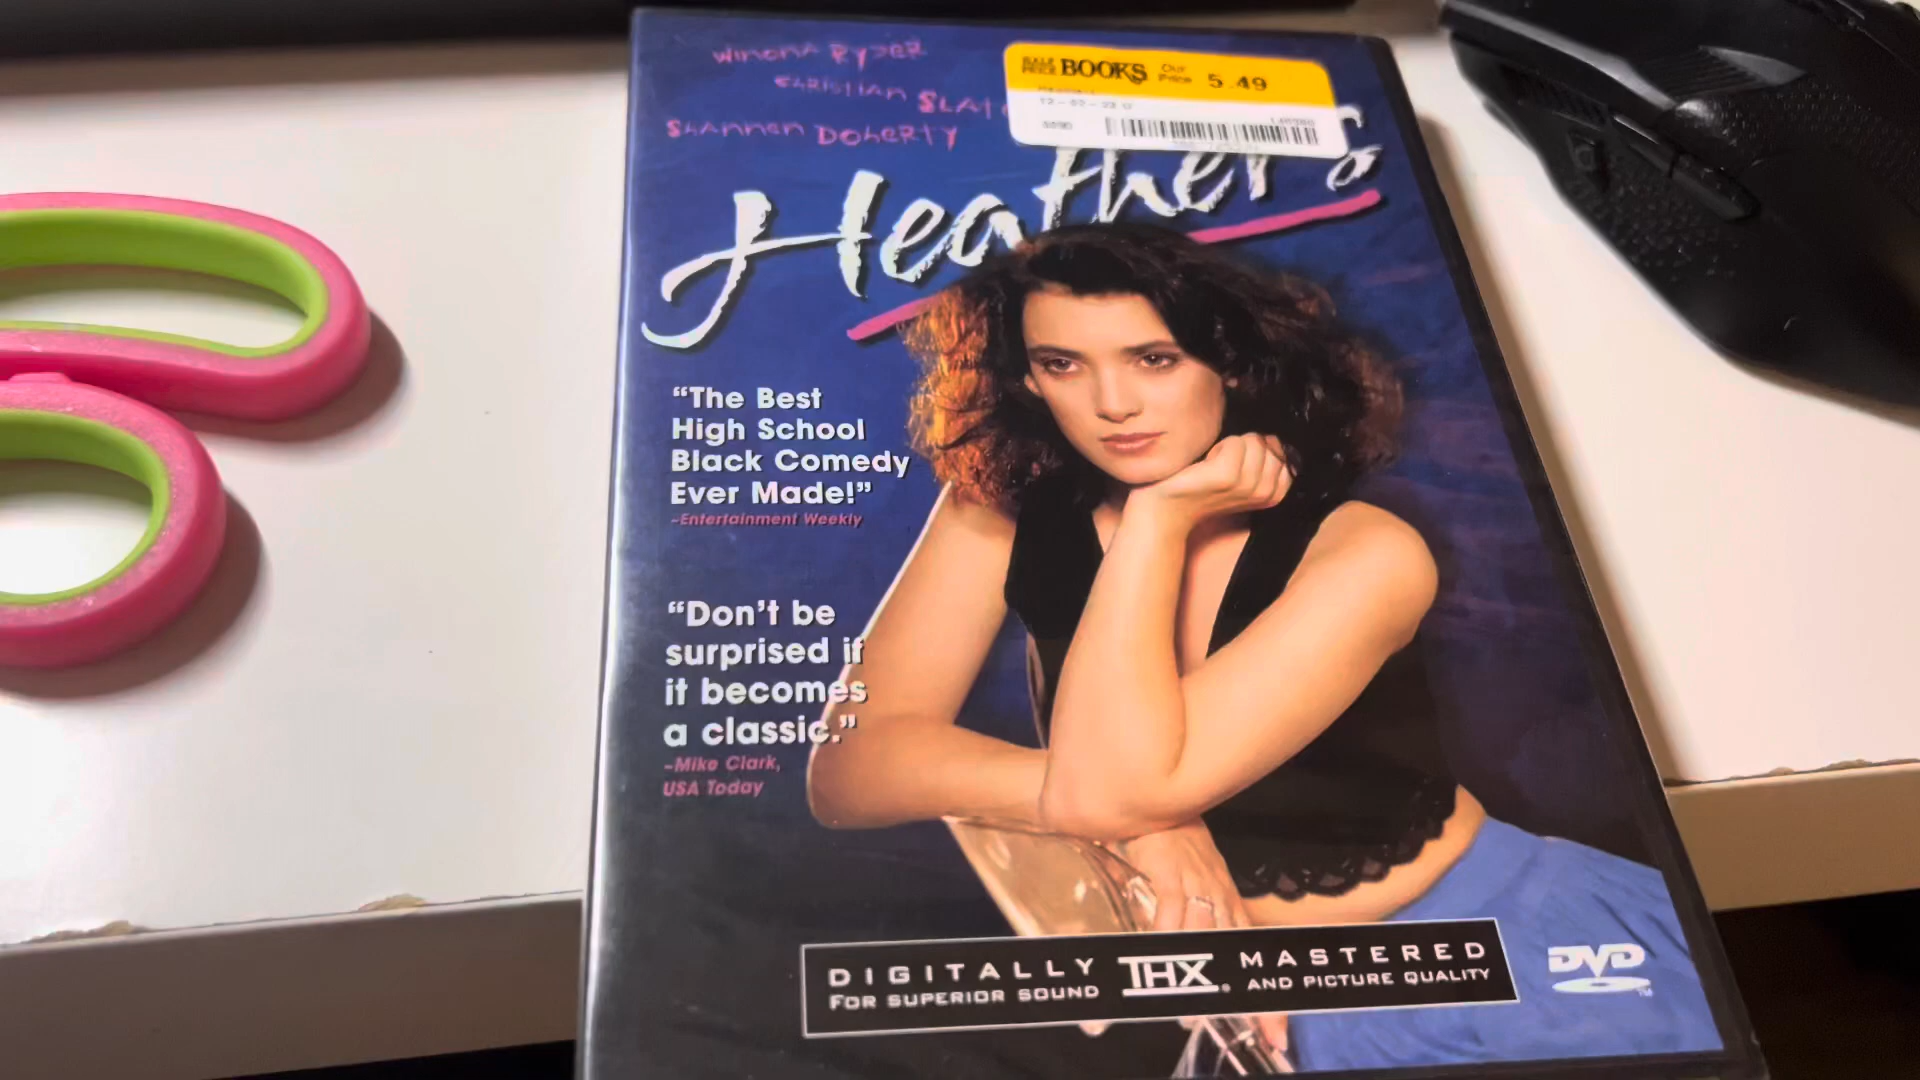 Winona Ryder
Christian Slat
Shannen Doherty
HALF PRICE BOOKS Our Price 5.49
Heathers
“The Best
High School
Black Comedy
Ever Made!”
–Entertainment Weekly
“Don’t be
surprised if
it becomes
a classic.”
–Mike Clark,
USA Today
DIGITALLY THX MASTERED
FOR SUPERIOR SOUND AND PICTURE QUALITY
DVD